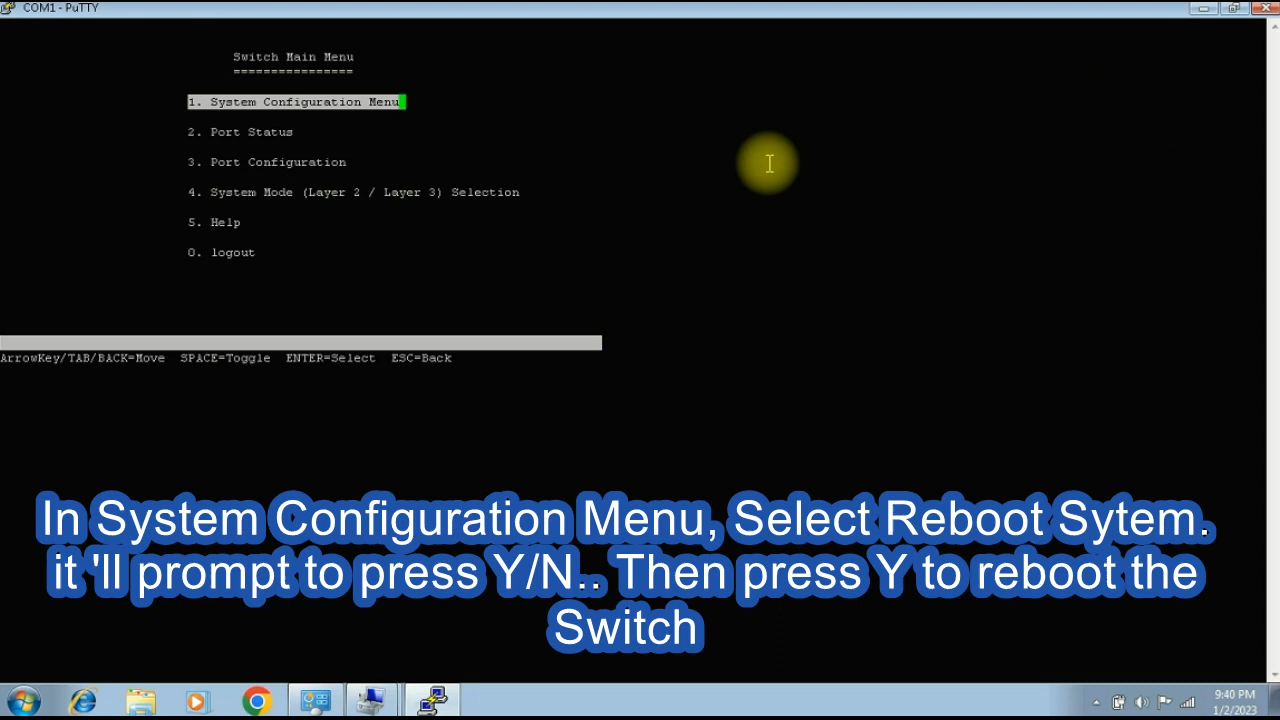 COM1 - PuTTY
Switch Main Menu
================
1. System Configuration Menu
2. Port Status
3. Port Configuration
4. System Mode (Layer 2 / Layer 3) Selection
5. Help
0. logout
ArrowKey/TAB/BACK=Move  SPACE=Toggle  ENTER=Select  ESC=Back
In System Configuration Menu, Select Reboot Sytem.
it 'll prompt to press Y/N.. Then press Y to reboot the
Switch
9:40 PM
1/2/2023